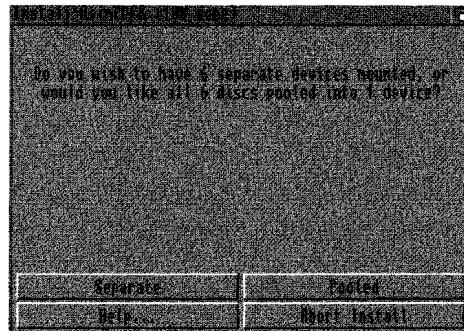 Do you wish to have 6 separate devices mounted, or
would you like all 6 discs pooled into 1 device?
Separate
Pooled
Help...
Abort Install